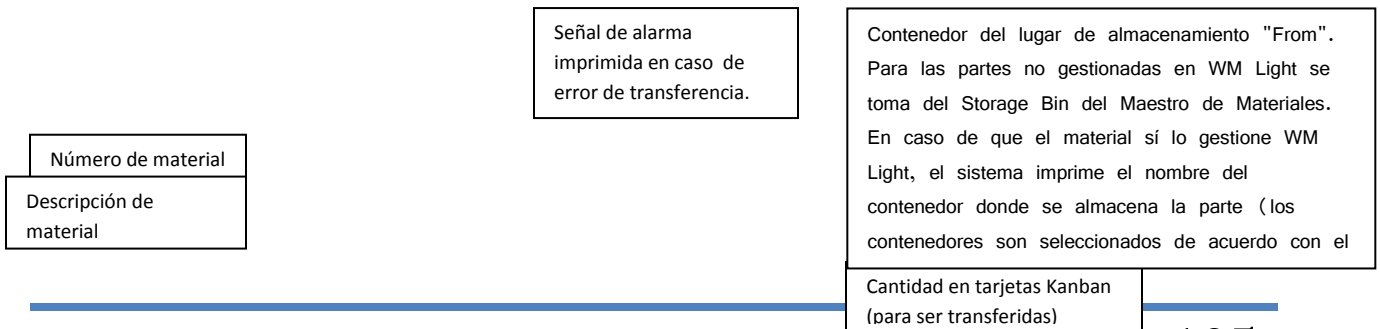 Señal de alarma
imprimida en caso de
error de transferencia.
Contenedor del lugar de almacenamiento "From".
Para las partes no gestionadas en WM Light se
toma del Storage Bin del Maestro de Materiales.
En caso de que el material sí lo gestione WM
Light, el sistema imprime el nombre del
contenedor donde se almacena la parte (los
contenedores son seleccionados de acuerdo con el
Número de material
Descripción de
material
Cantidad en tarjetas Kanban
(para ser transferidas)